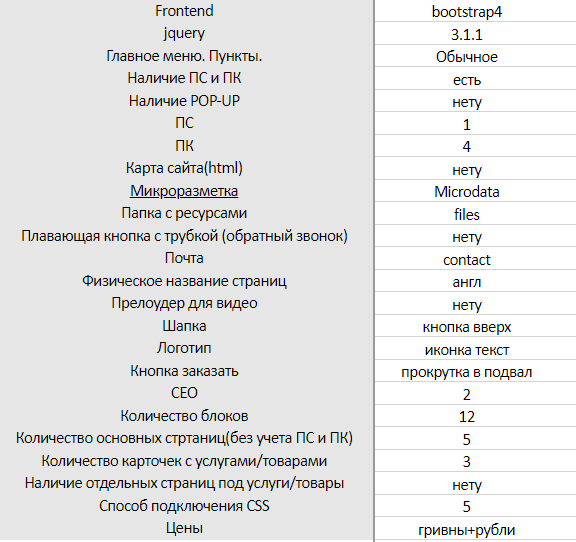 Frontend bootstrap4
jquery 3.1.1
Главное меню. Пункты. Обычное
Наличие ПС и ПК есть
Наличие POP-UP нету
ПС 1
ПК 4
Карта сайта(html) нету
Микроразметка Microdata
Папка с ресурсами files
Плавающая кнопка с трубкой (обратный звонок) нету
Почта contact
Физическое название страниц англ
Прелоудер для видео нету
Шапка кнопка вверх
Логотип иконка текст
Кнопка заказать прокрутка в подвал
СЕО 2
Количество блоков 12
Количество основных стртаниц(без учета ПС и ПК) 5
Количество карточек с услугами/товарами 3
Наличие отдельных страниц под услуги/товары нету
Способ подключения CSS 5
Цены гривны+рубли